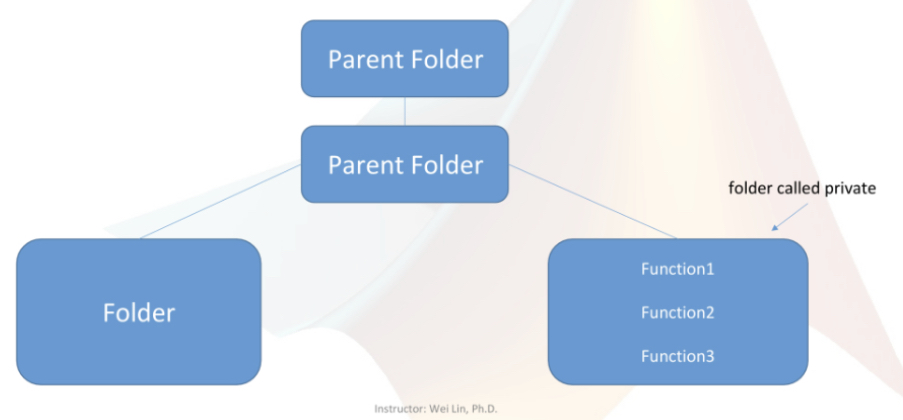 Parent Folder
Parent Folder
folder called private
Folder
Function1
Function2
Function3
Instructor: Wei Lin, Ph.D.